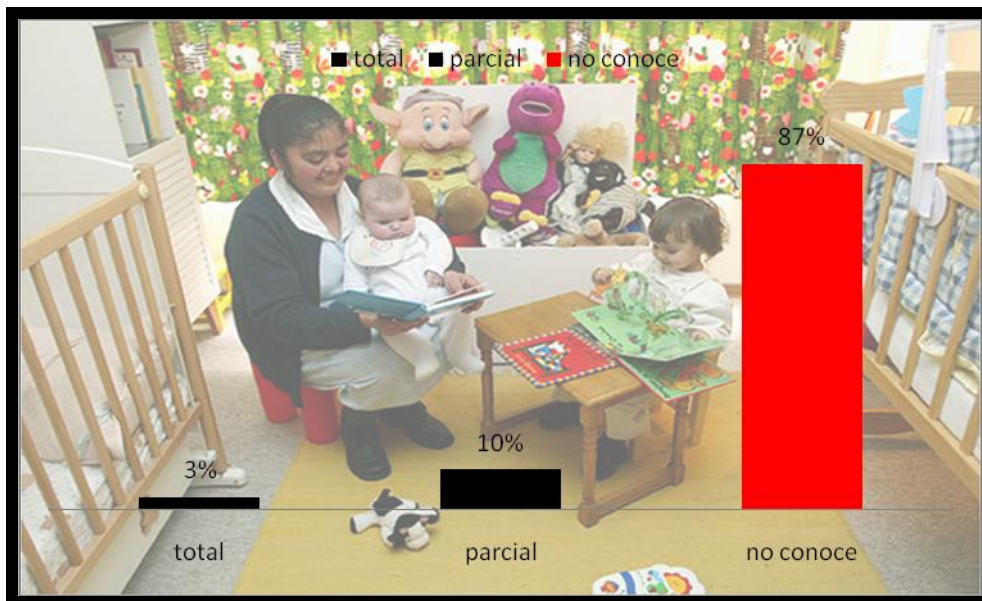 total parcial no conoce
87%
10%
3%
total parcial no conoce